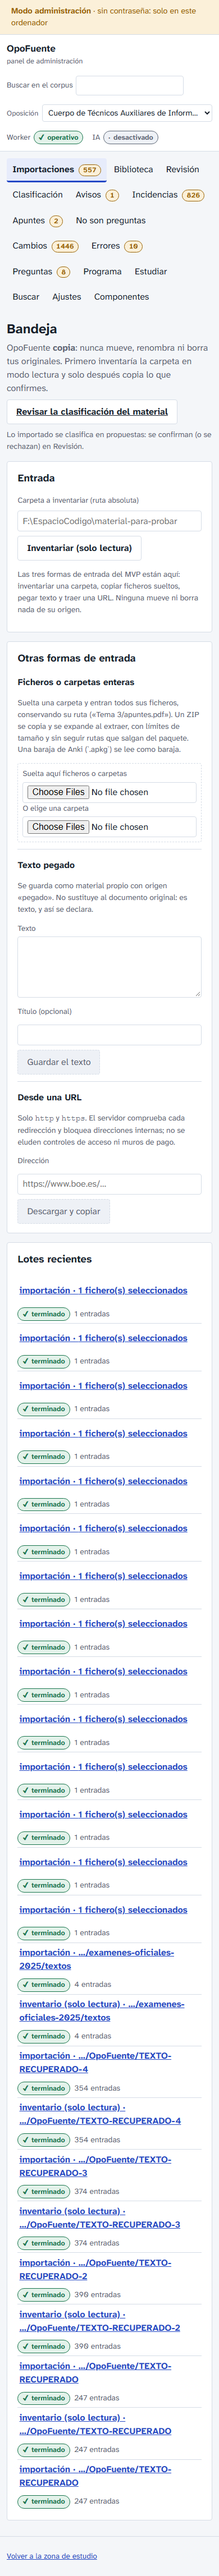 Modo administración · sin contraseña: solo en este
ordenador
OpoFuente
panel de administración
Buscar en el corpus
Oposición Cuerpo de Técnicos Auxiliares de Inform…
Worker ✓ operativo IA · desactivado
Importaciones 557 Biblioteca Revisión
Clasificación Avisos 1 Incidencias 826
Apuntes 2 No son preguntas
Cambios 1446 Errores 10
Preguntas 8 Programa Estudiar
Buscar Ajustes Componentes
Bandeja
OpoFuente copia: nunca mueve, renombra ni borra
tus originales. Primero inventaría la carpeta en
modo lectura y solo después copia lo que
confirmes.
Revisar la clasificación del material
Lo importado se clasifica en propuestas: se confirman (o se
rechazan) en Revisión.
Entrada
Carpeta a inventariar (ruta absoluta)
F:\EspacioCodigo\material-para-probar
Inventariar (solo lectura)
Las tres formas de entrada del MVP están aquí:
inventariar una carpeta, copiar ficheros sueltos,
pegar texto y traer una URL. Ninguna mueve ni borra
nada de su origen.
Otras formas de entrada
Ficheros o carpetas enteras
Suelta una carpeta y entran todos sus ficheros,
conservando su ruta («Tema 3/apuntes.pdf»). Un ZIP
se copia y se expande al extraer, con límites de
tamaño y sin seguir rutas que salgan del paquete.
Una baraja de Anki (`.apkg`) se lee como baraja.
Suelta aquí ficheros o carpetas
Choose Files No file chosen
O elige una carpeta
Choose Files No file chosen
Texto pegado
Se guarda como material propio con origen
«pegado». No sustituye al documento original: es
texto, y así se declara.
Texto
Título (opcional)
Guardar el texto
Desde una URL
Solo http y https. El servidor comprueba cada
redirección y bloquea direcciones internas; no se
eluden controles de acceso ni muros de pago.
Dirección
https://www.boe.es/…
Descargar y copiar
Lotes recientes
importación · 1 fichero(s) seleccionados
✓ terminado 1 entradas
importación · 1 fichero(s) seleccionados
✓ terminado 1 entradas
importación · 1 fichero(s) seleccionados
✓ terminado 1 entradas
importación · 1 fichero(s) seleccionados
✓ terminado 1 entradas
importación · 1 fichero(s) seleccionados
✓ terminado 1 entradas
importación · 1 fichero(s) seleccionados
✓ terminado 1 entradas
importación · 1 fichero(s) seleccionados
✓ terminado 1 entradas
importación · 1 fichero(s) seleccionados
✓ terminado 1 entradas
importación · 1 fichero(s) seleccionados
✓ terminado 1 entradas
importación · 1 fichero(s) seleccionados
✓ terminado 1 entradas
importación · 1 fichero(s) seleccionados
✓ terminado 1 entradas
importación · 1 fichero(s) seleccionados
✓ terminado 1 entradas
importación · 1 fichero(s) seleccionados
✓ terminado 1 entradas
importación · 1 fichero(s) seleccionados
✓ terminado 1 entradas
importación · …/examenes-oficiales-
2025/textos
✓ terminado 4 entradas
inventario (solo lectura) · …/examenes-
oficiales-2025/textos
✓ terminado 4 entradas
importación · …/OpoFuente/TEXTO-
RECUPERADO-4
✓ terminado 354 entradas
inventario (solo lectura) ·
…/OpoFuente/TEXTO-RECUPERADO-4
✓ terminado 354 entradas
importación · …/OpoFuente/TEXTO-
RECUPERADO-3
✓ terminado 374 entradas
inventario (solo lectura) ·
…/OpoFuente/TEXTO-RECUPERADO-3
✓ terminado 374 entradas
importación · …/OpoFuente/TEXTO-
RECUPERADO-2
✓ terminado 390 entradas
inventario (solo lectura) ·
…/OpoFuente/TEXTO-RECUPERADO-2
✓ terminado 390 entradas
importación · …/OpoFuente/TEXTO-
RECUPERADO
✓ terminado 247 entradas
inventario (solo lectura) ·
…/OpoFuente/TEXTO-RECUPERADO
✓ terminado 247 entradas
importación · …/OpoFuente/TEXTO-
RECUPERADO
✓ terminado 247 entradas
Volver a la zona de estudio